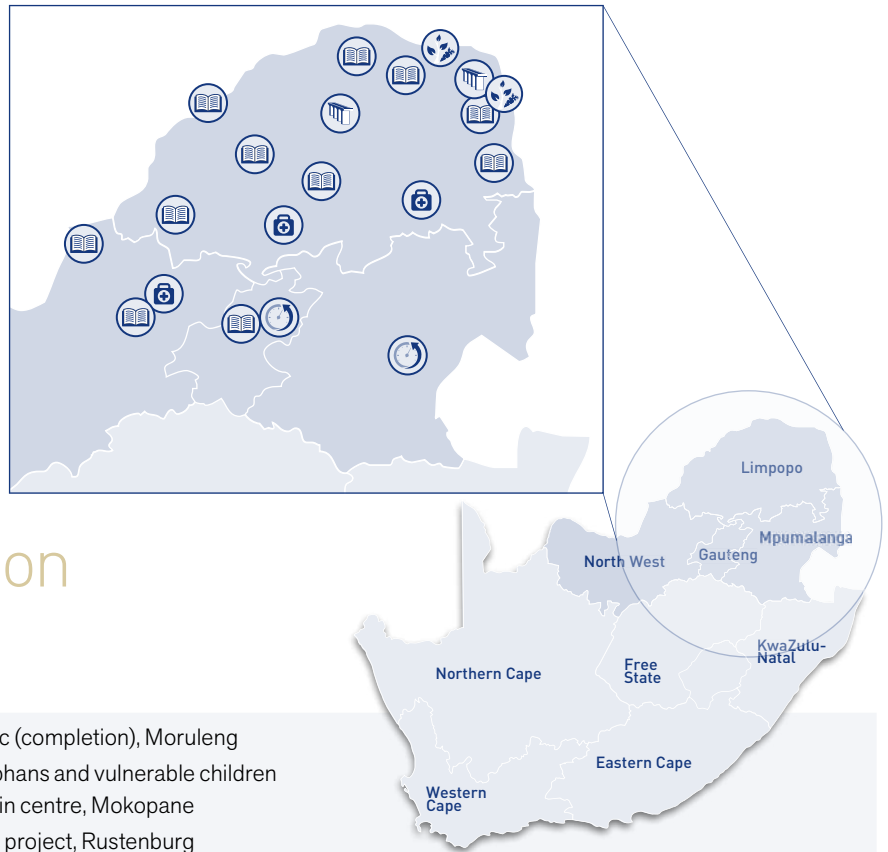 Limpopo
Mpumalanga
Gauteng
North West
on
KwaZulu-
Natal
Northern Cape
Free
State
Eastern Cape
Western
Cape
c (completion), Moruleng
phans and vulnerable children
in centre, Mokopane
project, Rustenburg